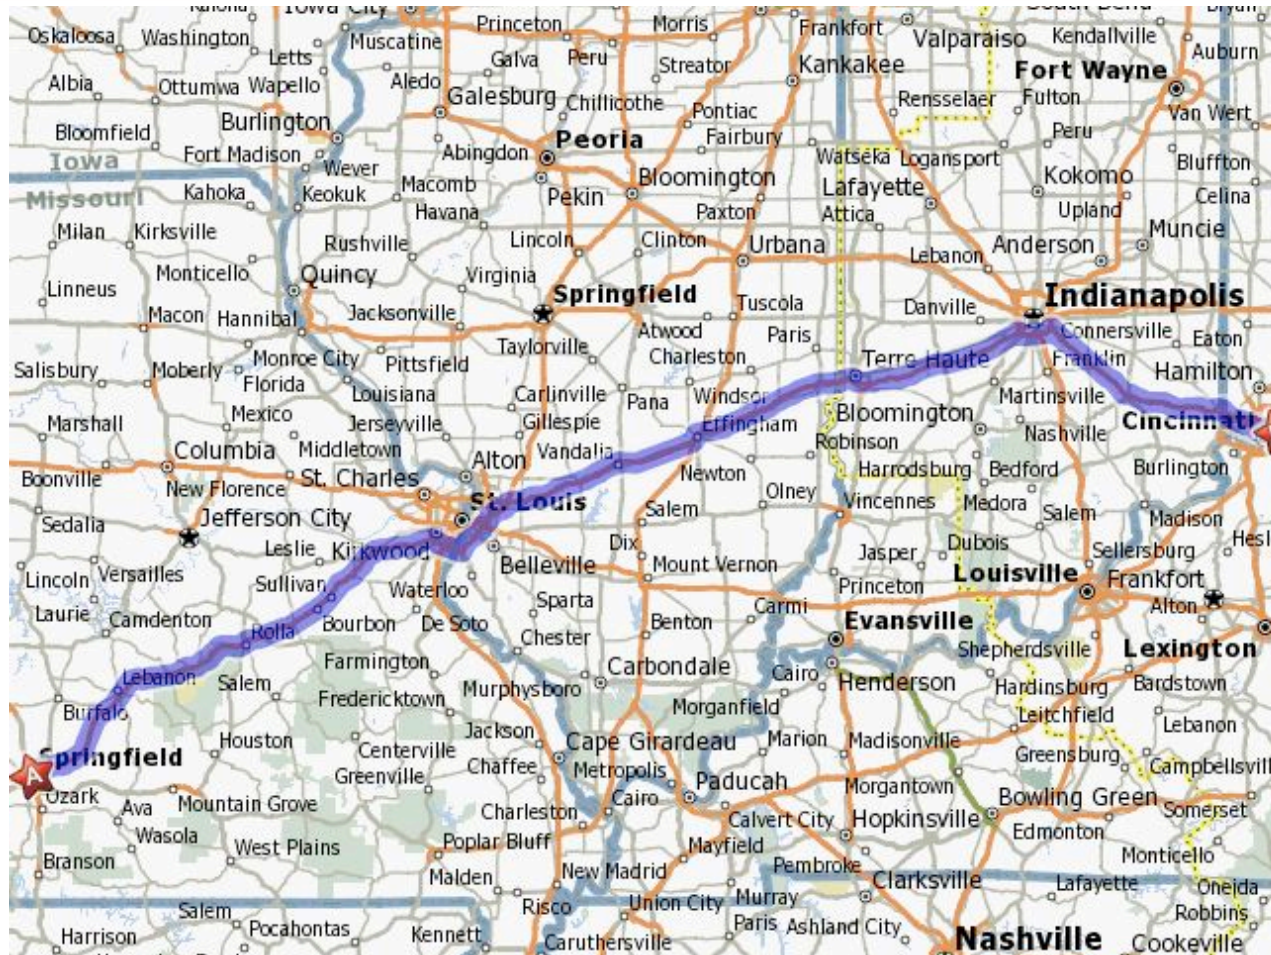 Iowa City
Princeton
Morris
Frankfort
South Bend
Bryan
Oskaloosa
Washington
Muscatine
Valparaiso
Kendallville
Auburn
Letts
Galva
Peru
Streator
Kankakee
Fort Wayne
Albia
Ottumwa
Wapello
Aledo
Galesburg
Chillicothe
Pontiac
Rensselaer
Fulton
Van Wert
Bloomfield
Burlington
Peoria
Fairbury
Peru
Iowa
Fort Madison
Wever
Abingdon
Bloomington
Watseka
Logansport
Bluffton
Missouri
Kahoka
Keokuk
Macomb
Pekin
Lafayette
Kokomo
Celina
Havana
Paxton
Attica
Upland
Milan
Kirksville
Rushville
Lincoln
Clinton
Urbana
Lebanon
Anderson
Muncie
Monticello
Quincy
Virginia
Linneus
Springfield
Tuscola
Danville
Indianapolis
Macon
Hannibal
Jacksonville
Atwood
Paris
Connersville
Eaton
Monroe City
Pittsfield
Taylorville
Charleston
Terre Haute
Franklin
Salisbury
Moberly
Florida
Louisiana
Carlinville
Pana
Windsor
Martinsville
Hamilton
Marshall
Mexico
Jerseyville
Gillespie
Effingham
Bloomington
Nashville
Cincinnati
Columbia
Middletown
Alton
Vandalia
Robinson
Boonville
New Florence
St. Charles
Newton
Harrodsburg
Bedford
Burlington
Sedalia
Jefferson City
St. Louis
Salem
Olney
Vincennes
Medora
Salem
Madison
Leslie
Kirkwood
Dix
Jasper
Dubois
Sellersburg
Lincoln
Versailles
Sullivan
Belleville
Mount Vernon
Princeton
Louisville
Frankfort
Laurie
Camdenton
Waterloo
Sparta
Carmi
Alton
Rolla
Bourbon
De Soto
Chester
Benton
Evansville
Shepherdsville
Lexington
Lebanon
Salem
Farmington
Murphysboro
Carbondale
Cairo
Henderson
Hardinsburg
Bardstown
Buffalo
Fredericktown
Morganfield
Leitchfield
Lebanon
Springfield
Houston
Centerville
Jackson
Cape Girardeau
Marion
Madisonville
Greensburg
A
Greenville
Chaffee
Metropolis
Paducah
Morgantown
Ozark
Ava
Mountain Grove
Charleston
Cairo
Calvert City
Hopkinsville
Bowling Green
Somerset
Wasola
West Plains
Poplar Bluff
Mayfield
Edmonton
Branson
Malden
New Madrid
Pembroke
Clarksville
Monticello
Salem
Risco
Union City
Murray
Lafayette
Oneida
Harrison
Pocahontas
Kennett
Caruthersville
Paris
Ashland City
Nashville
Robbins
Cookeville